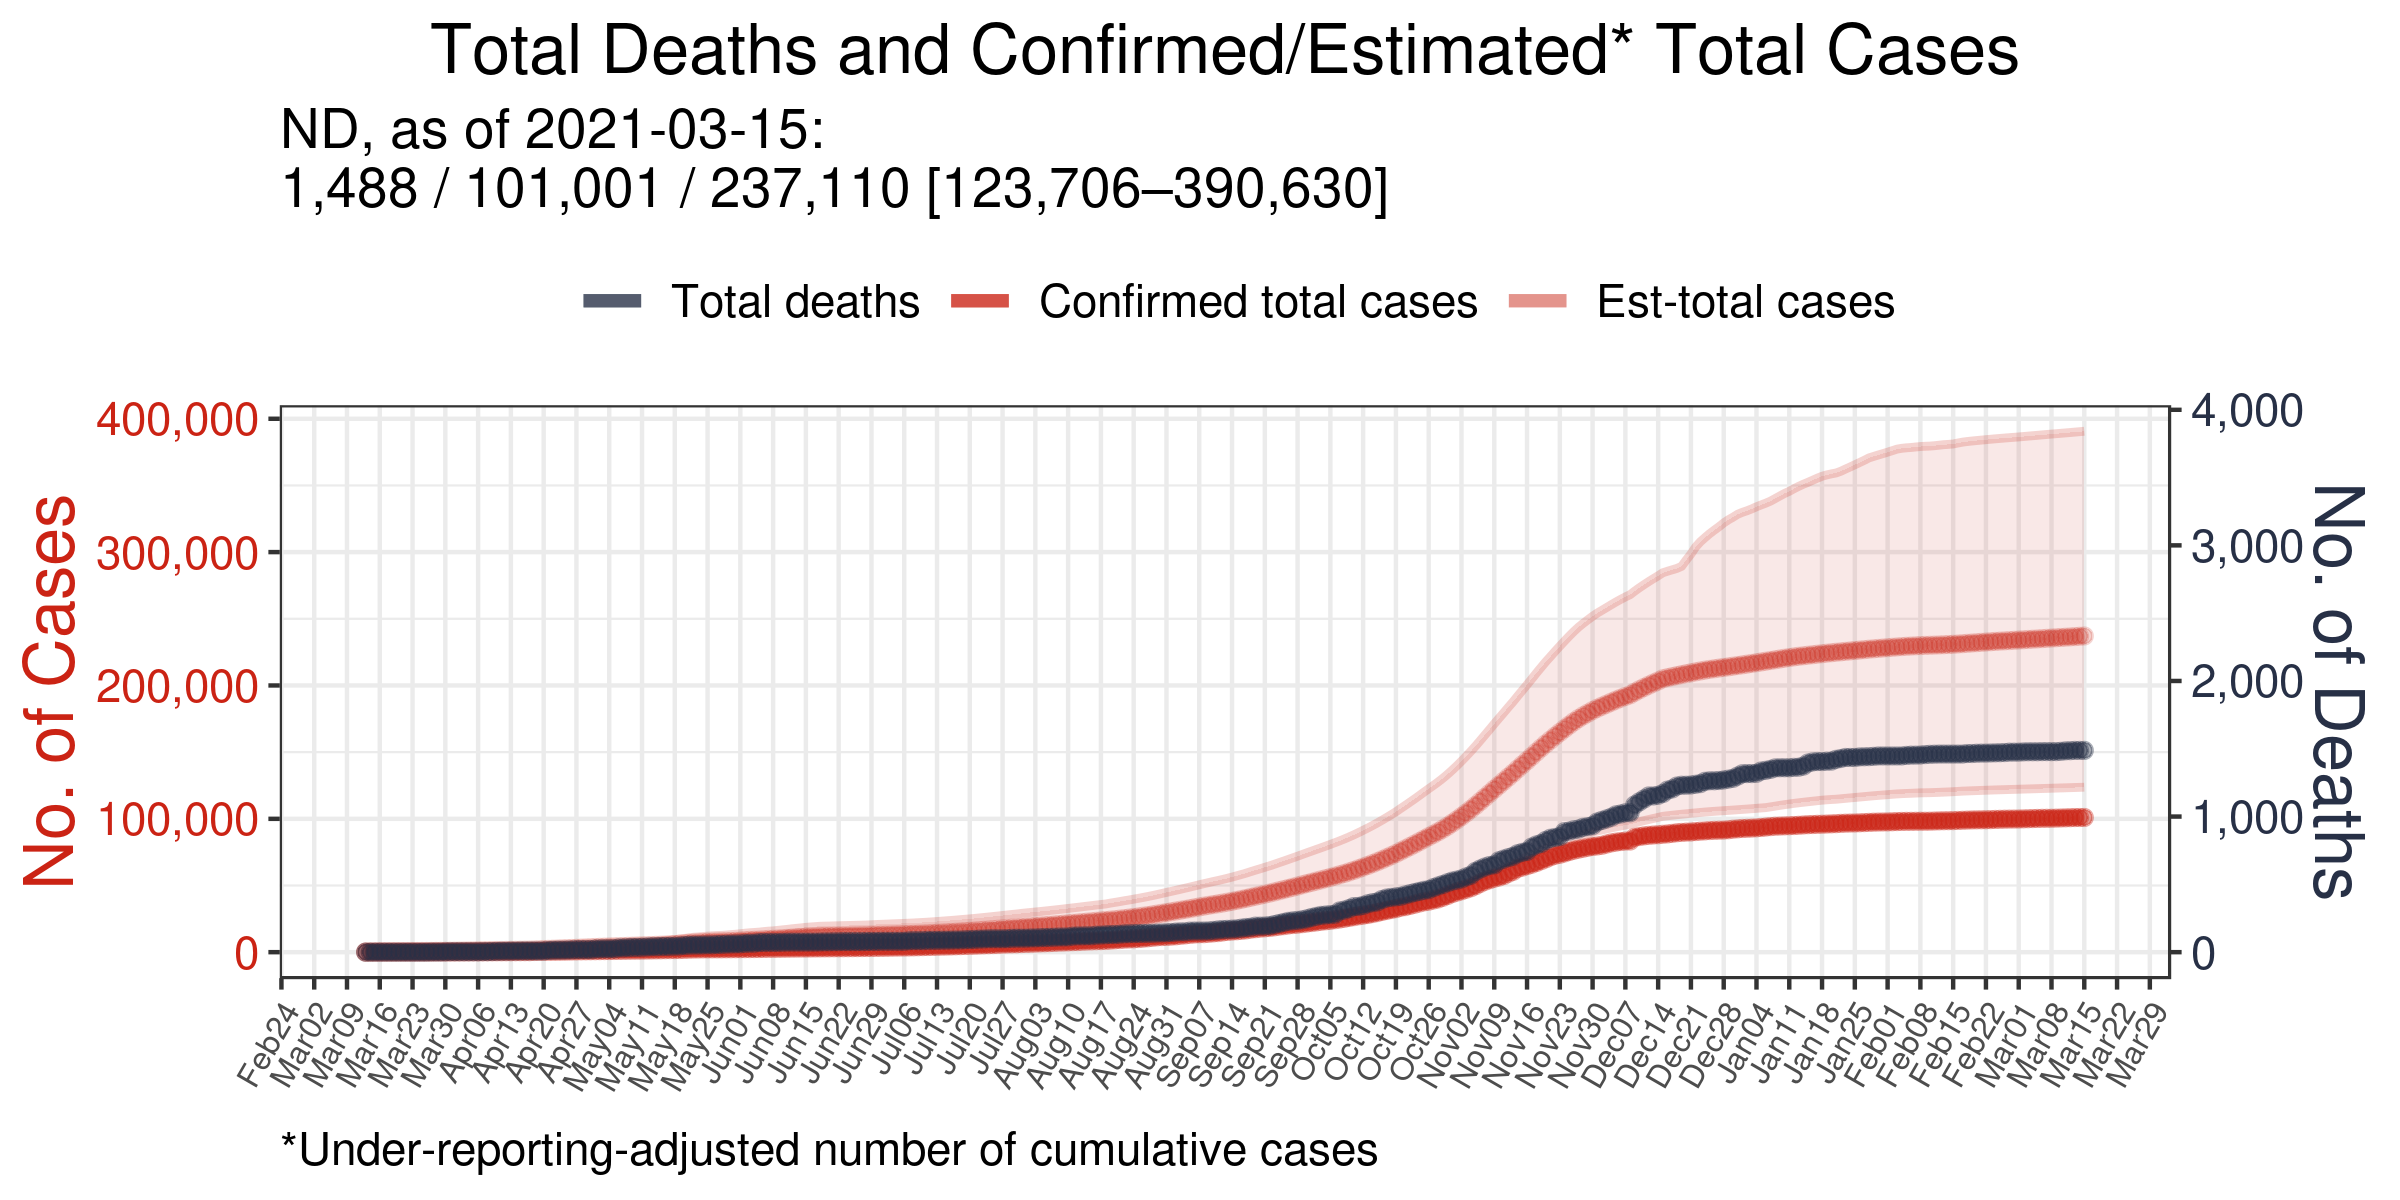 Total Deaths and Confirmed/Estimated* Total Cases
ND, as of 2021-03-15:
1,488 / 101,001 / 237,110 [123,706–390,630]
Total deaths
Confirmed total cases
Est-total cases
No. of Cases
400,000
300,000
200,000
100,000
0
4,000
3,000
2,000
1,000
0
No. of Deaths
Feb24
Mar02
Mar09
Mar16
Mar23
Mar30
Apr06
Apr13
Apr20
Apr27
May04
May11
May18
May25
Jun01
Jun08
Jun15
Jun22
Jun29
Jul06
Jul13
Jul20
Jul27
Aug03
Aug10
Aug17
Aug24
Aug31
Sep07
Sep14
Sep21
Sep28
Oct05
Oct12
Oct19
Oct26
Nov02
Nov09
Nov16
Nov23
Nov30
Dec07
Dec14
Dec21
Dec28
Jan04
Jan11
Jan18
Jan25
Feb01
Feb08
Feb15
Feb22
Mar01
Mar08
Mar15
Mar22
Mar29
*Under-reporting-adjusted number of cumulative cases